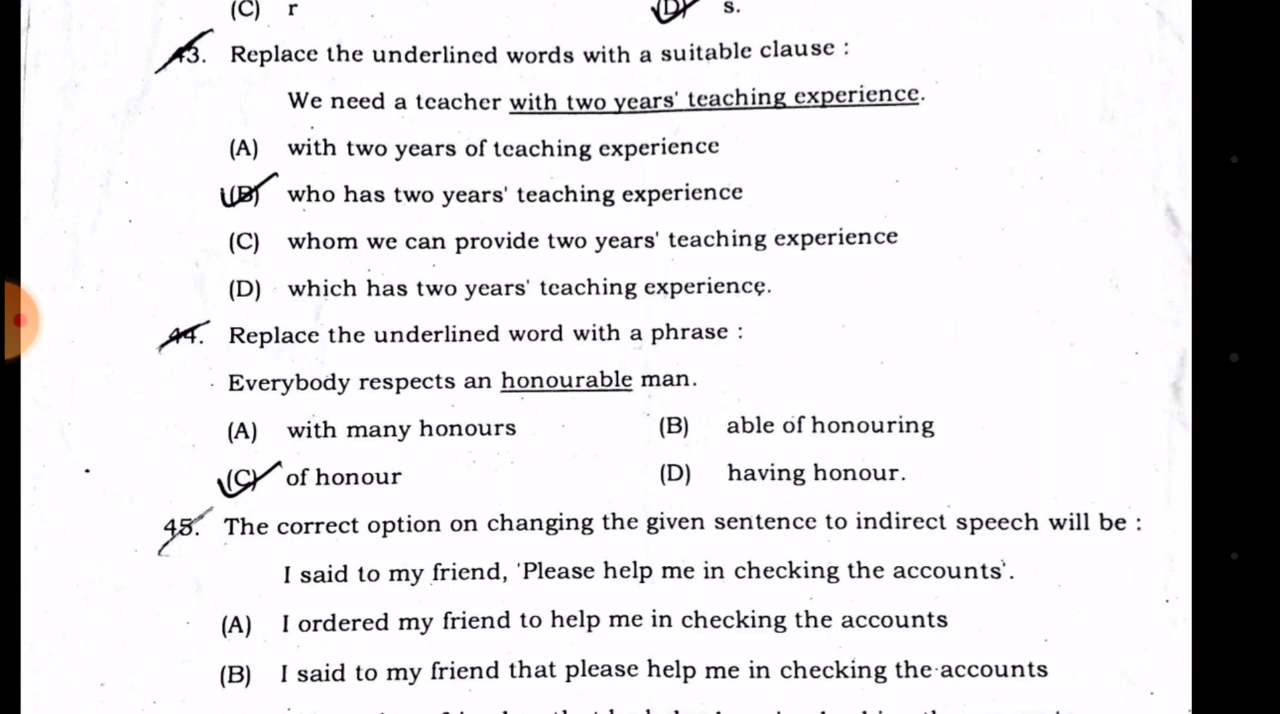 (C) r (D) s.
43. Replace the underlined words with a suitable clause :
We need a teacher with two years' teaching experience.
(A) with two years of teaching experience
(B) who has two years' teaching experience
(C) whom we can provide two years' teaching experience
(D) which has two years' teaching experience.
44. Replace the underlined word with a phrase :
Everybody respects an honourable man.
(A) with many honours (B) able of honouring
(C) of honour (D) having honour.
45. The correct option on changing the given sentence to indirect speech will be :
I said to my friend, 'Please help me in checking the accounts'.
(A) I ordered my friend to help me in checking the accounts
(B) I said to my friend that please help me in checking the accounts